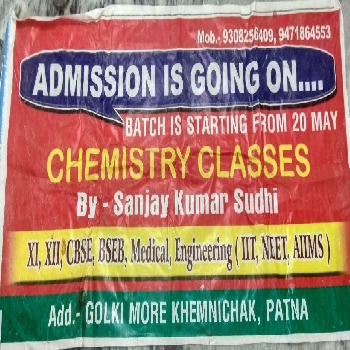 Mob.- 9308256409, 9471864553
ADMISSION IS GOING ON....
BATCH IS STARTING FROM 20 MAY
CHEMISTRY CLASSES
By - Sanjay Kumar Sudhi
XI, XII, CBSE, BSEB, Medical, Engineering ( IIT, NEET, AIIMS )
Add.- GOLKI MORE KHEMNICHAK, PATNA